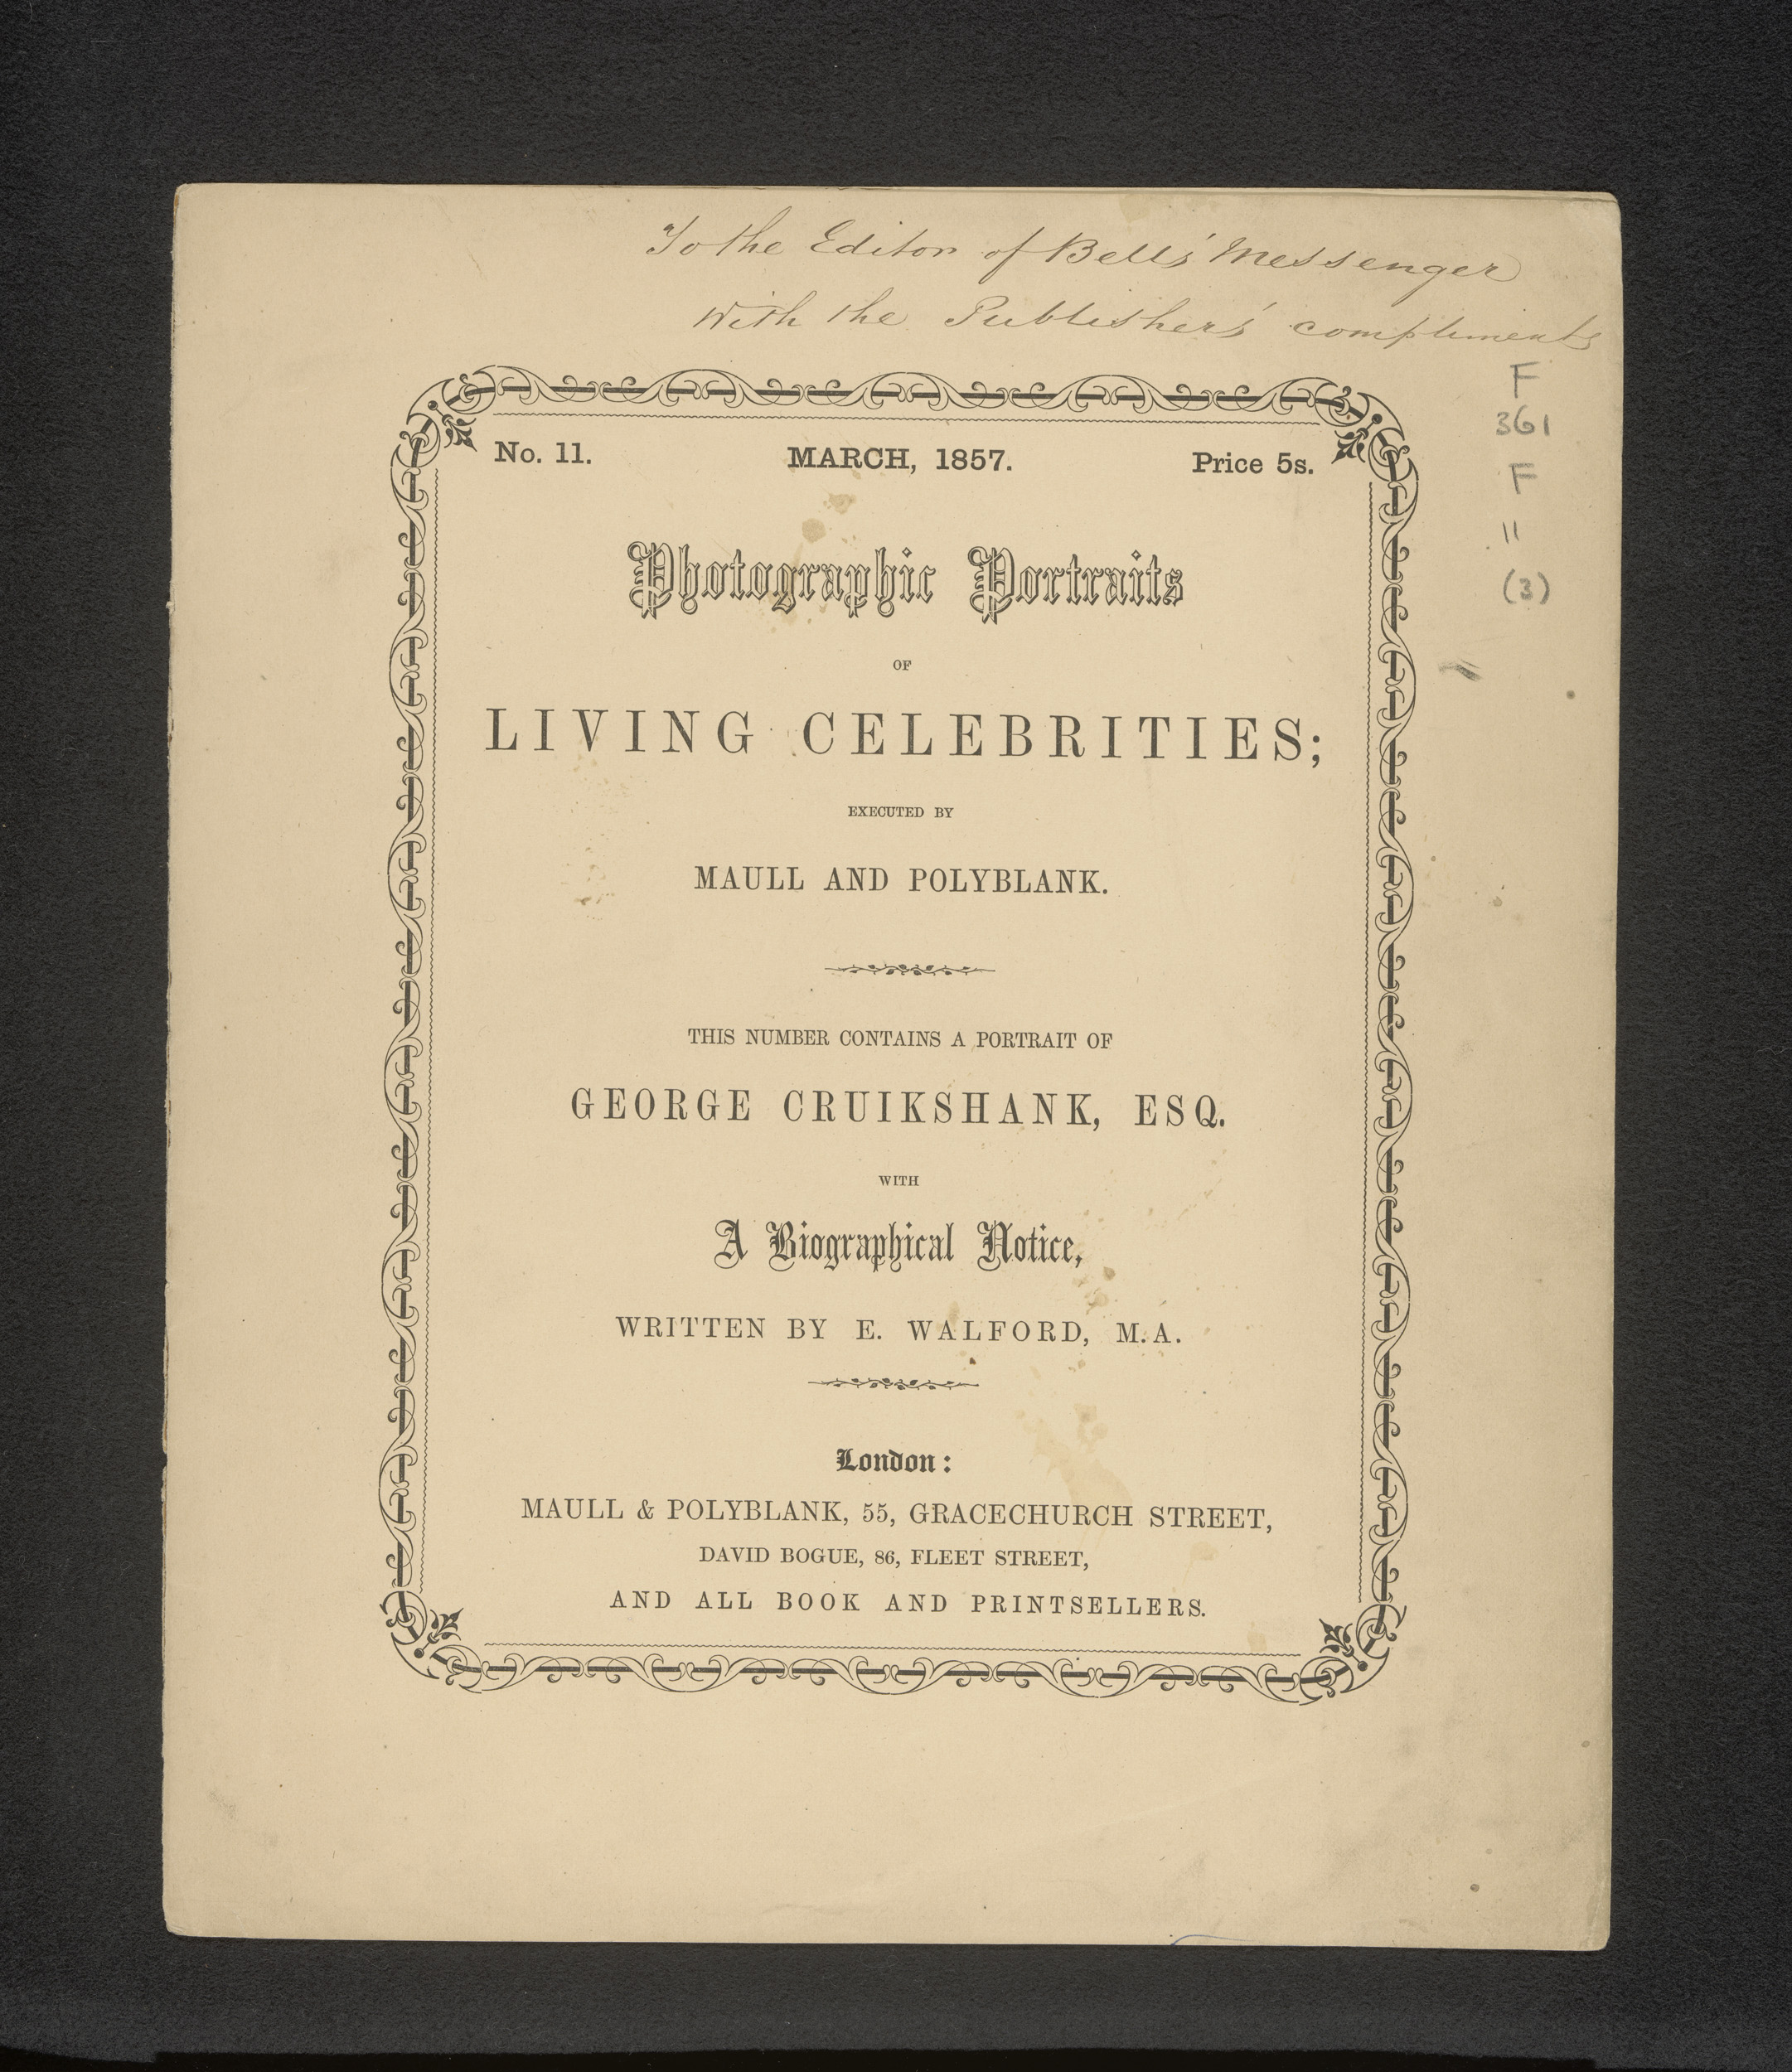 To the Editor of Bell's Messenger
With the Publishers' compliments
F
361
F
11
(3)
No. 11. MARCH, 1857. Price 5s.
Photographic Portraits
OF
LIVING CELEBRITIES;
EXECUTED BY
MAULL AND POLYBLANK.
THIS NUMBER CONTAINS A PORTRAIT OF
GEORGE CRUIKSHANK, ESQ.
WITH
A Biographical Notice,
WRITTEN BY E. WALFORD, M.A.
London:
MAULL & POLYBLANK, 55, GRACECHURCH STREET,
DAVID BOGUE, 86, FLEET STREET,
AND ALL BOOK AND PRINTSELLERS.